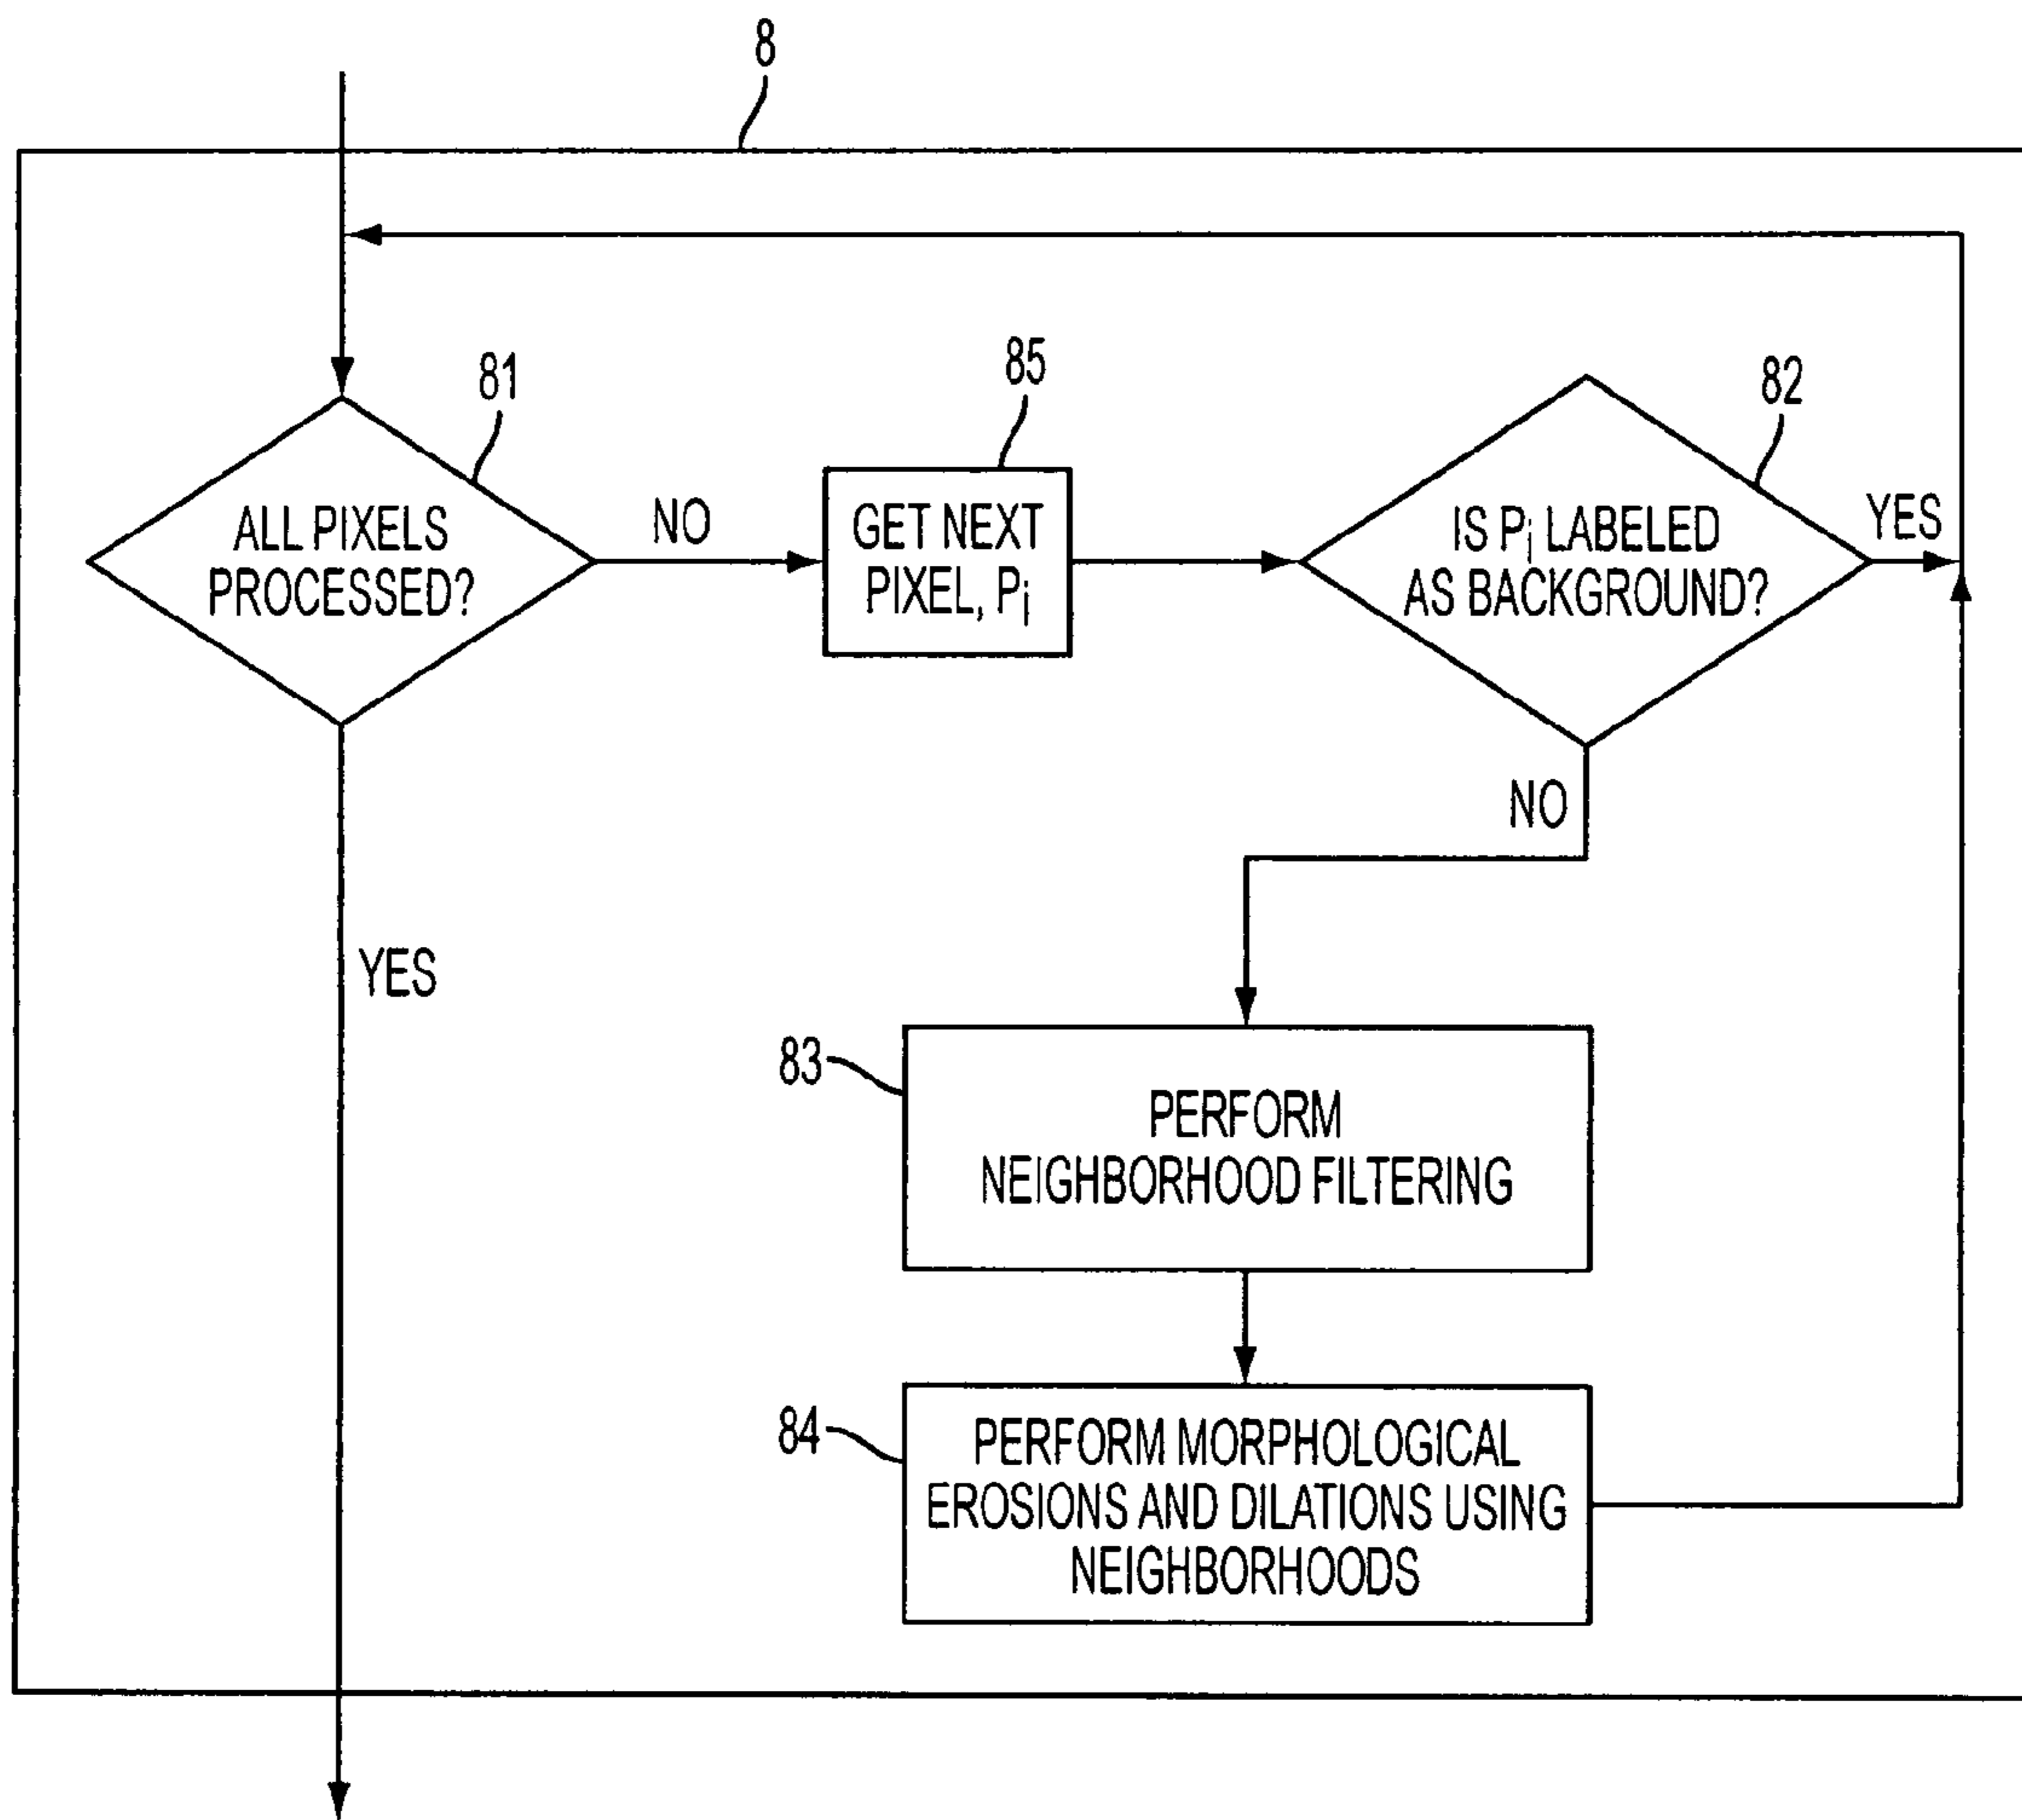 8
81
ALL PIXELS
PROCESSED?
NO
85
GET NEXT
PIXEL, Pi
82
IS Pi LABELED
AS BACKGROUND?
YES
NO
YES
83
PERFORM
NEIGHBORHOOD FILTERING
84
PERFORM MORPHOLOGICAL
EROSIONS AND DILATIONS USING
NEIGHBORHOODS